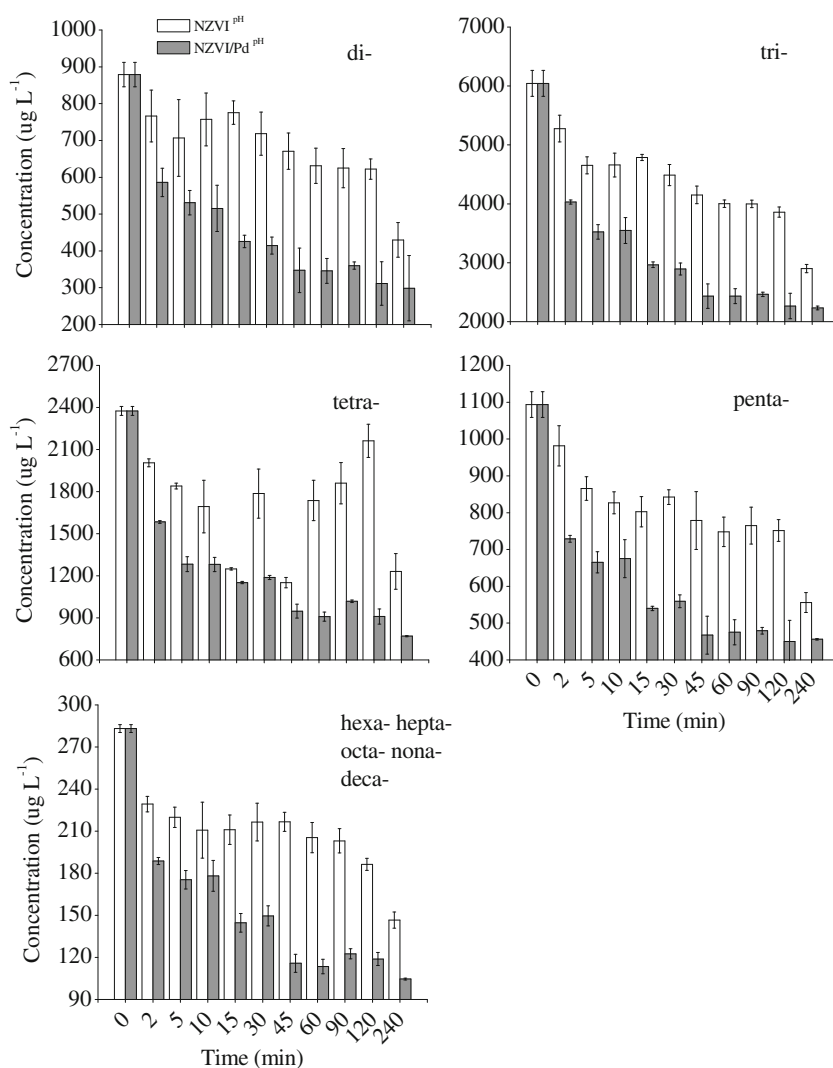 NZVI pH
NZVI/Pd pH
di-
Concentration (ug L-1)
1000
900
800
700
600
500
400
300
200
tri-
7000
6000
5000
4000
3000
2000
tetra-
Concentration (ug L-1)
2700
2400
2100
1800
1500
1200
900
600
penta-
1200
1100
1000
900
800
700
600
500
400
0 2 5 10 15 30 45 60 90 120 240
Time (min)
hexa- hepta-
octa- nona-
deca-
Concentration (ug L-1)
300
270
240
210
180
150
120
90
0 2 5 10 15 30 45 60 90 120 240
Time (min)